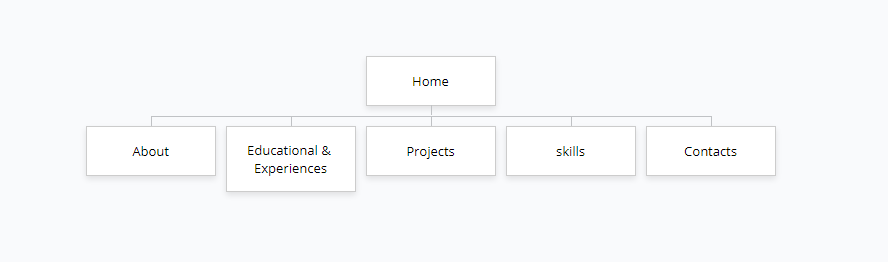 Home
About
Educational &
Experiences
Projects
skills
Contacts